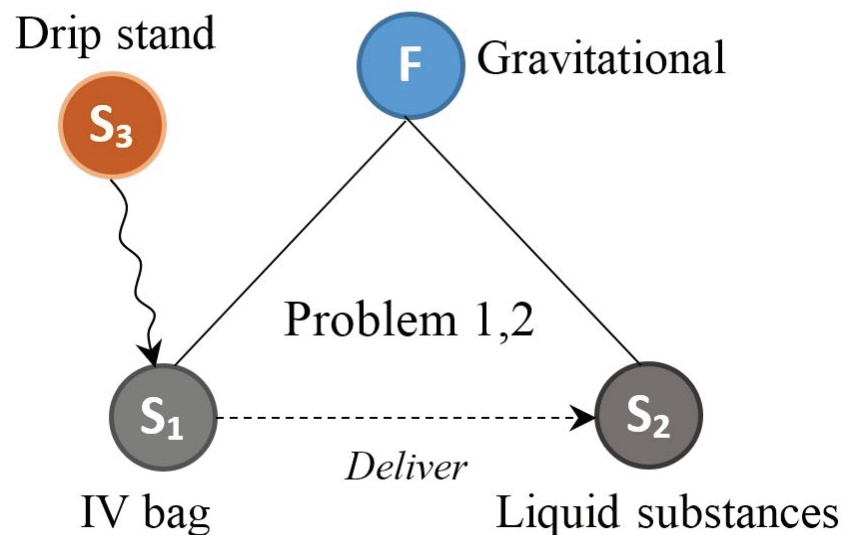 Drip stand
F
Gravitational
S₃
Problem 1,2
S₁
S₂
Deliver
IV bag
Liquid substances